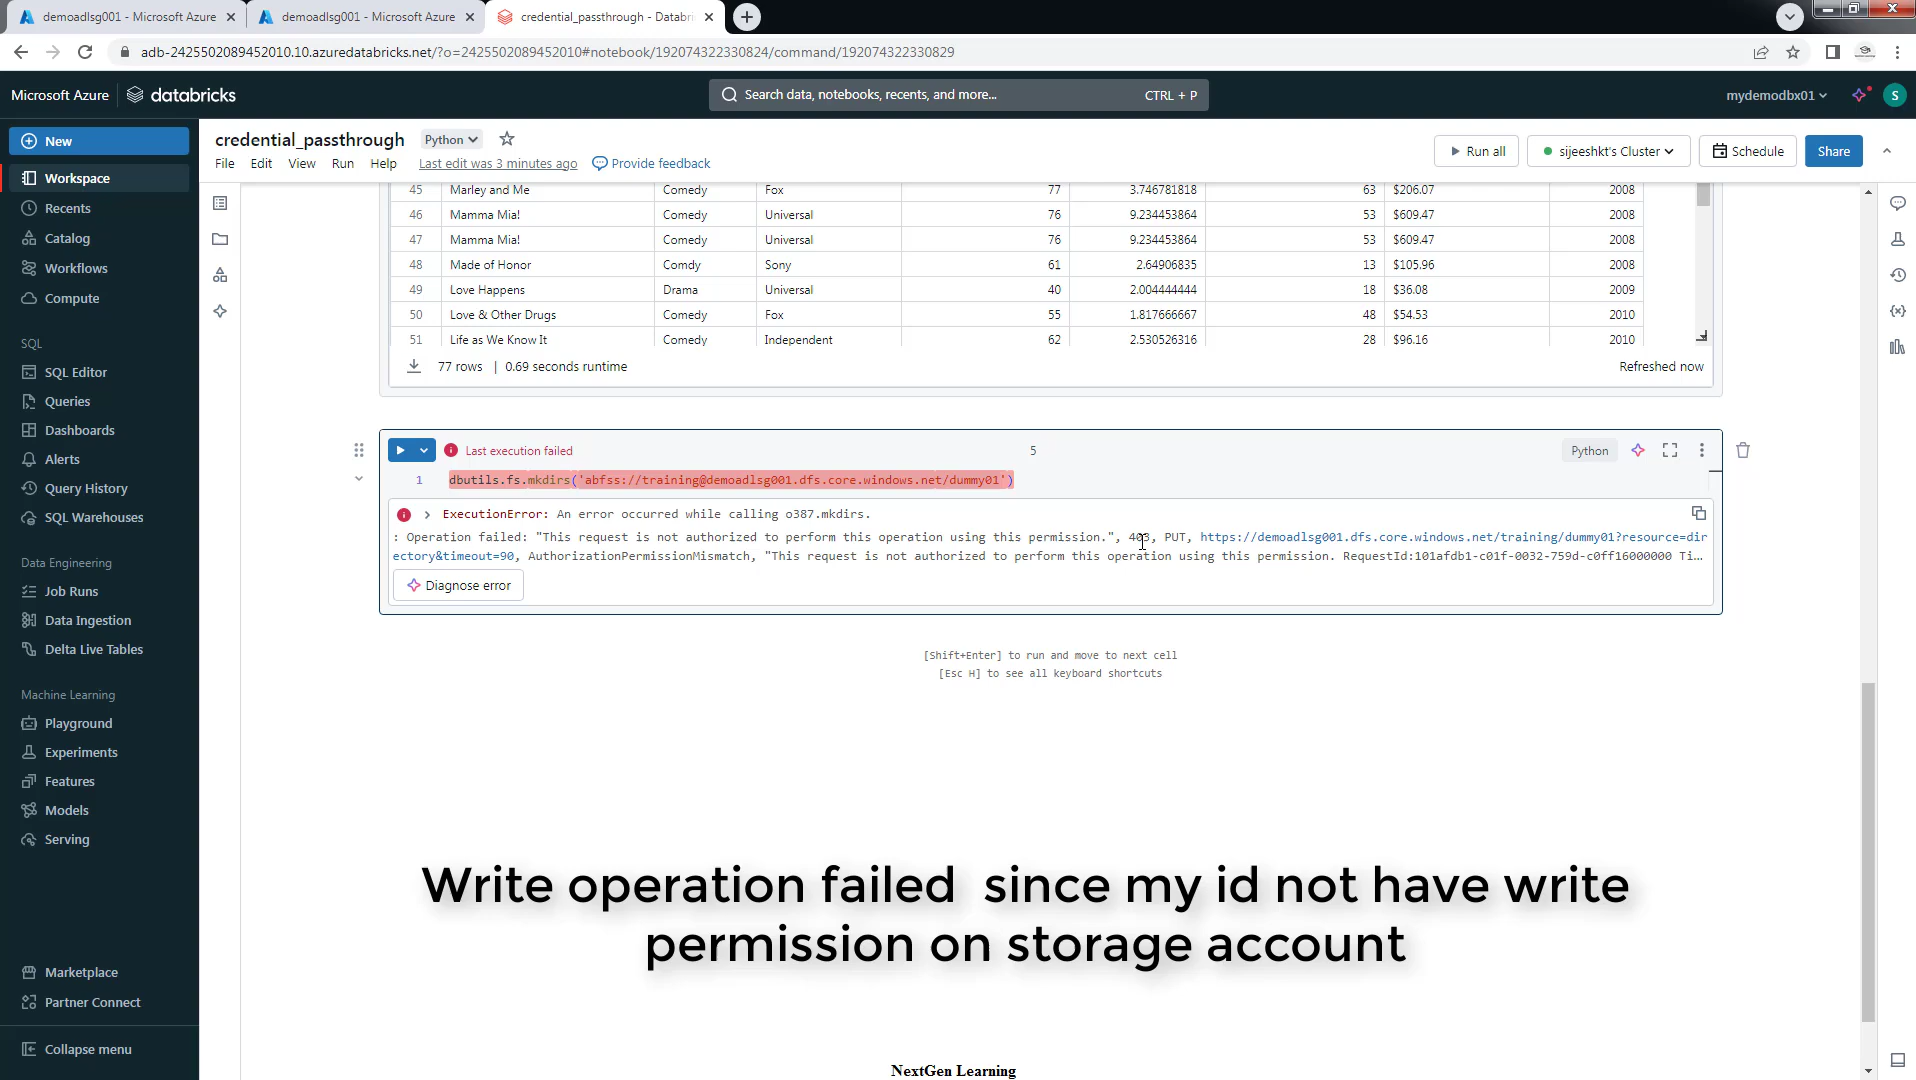 demoadlsg001 - Microsoft Azure
demoadlsg001 - Microsoft Azure
credential_passthrough - Databri
adb-2425502089452010.10.azuredatabricks.net/?o=2425502089452010#notebook/192074322330824/command/192074322330829
Microsoft Azure
databricks
Search data, notebooks, recents, and more...
CTRL + P
mydemodbx01
S
New
Workspace
Recents
Catalog
Workflows
Compute
SQL
SQL Editor
Queries
Dashboards
Alerts
Query History
SQL Warehouses
Data Engineering
Job Runs
Data Ingestion
Delta Live Tables
Machine Learning
Playground
Experiments
Features
Models
Serving
Marketplace
Partner Connect
Collapse menu
credential_passthrough
Python
File Edit View Run Help Last edit was 3 minutes ago Provide feedback
Run all
sijeeshkt's Cluster
Schedule
Share
45 Marley and Me Comedy Fox 77 3.746781818 63 $206.07 2008
46 Mamma Mia! Comedy Universal 76 9.234453864 53 $609.47 2008
47 Mamma Mia! Comedy Universal 76 9.234453864 53 $609.47 2008
48 Made of Honor Comdy Sony 61 2.64906835 13 $105.96 2008
49 Love Happens Drama Universal 40 2.004444444 18 $36.08 2009
50 Love & Other Drugs Comedy Fox 55 1.817666667 48 $54.53 2010
51 Life as We Know It Comedy Independent 62 2.530526316 28 $96.16 2010
77 rows | 0.69 seconds runtime
Refreshed now
Last execution failed
5
Python
1 dbutils.fs.mkdirs('abfss://training@demoadlsg001.dfs.core.windows.net/dummy01')
ExecutionError: An error occurred while calling o387.mkdirs.
: Operation failed: "This request is not authorized to perform this operation using this permission.", 403, PUT, https://demoadlsg001.dfs.core.windows.net/training/dummy01?resource=dir
ectory&timeout=90, AuthorizationPermissionMismatch, "This request is not authorized to perform this operation using this permission. RequestId:101afdb1-c01f-0032-759d-c0ff16000000 Ti...
Diagnose error
[Shift+Enter] to run and move to next cell
[Esc H] to see all keyboard shortcuts
Write operation failed since my id not have write
permission on storage account
NextGen Learning